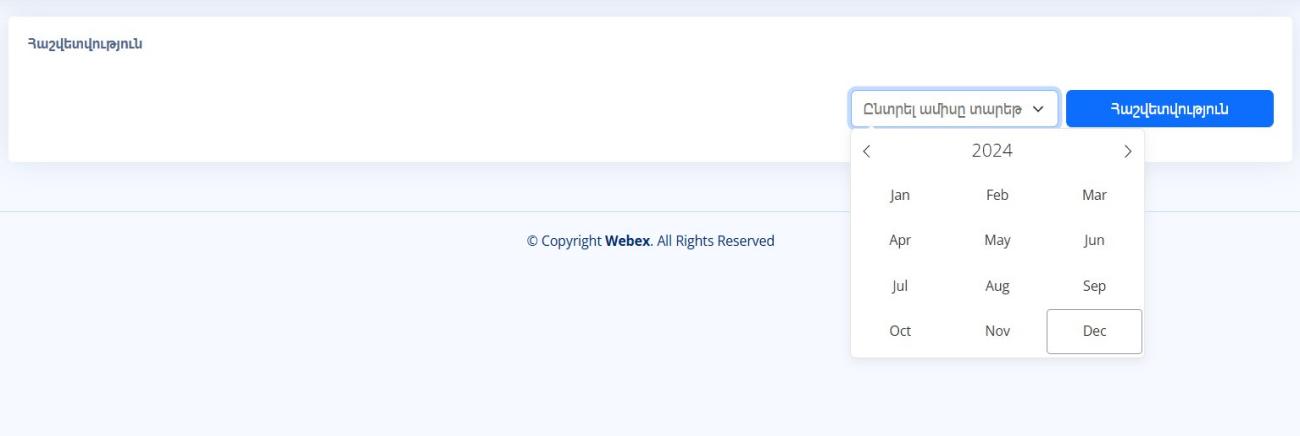 Հաշվետվություն
Ընտրել ամիսը տարեթ Հաշվետվություն
2024
Jan Feb Mar
Apr May Jun
Jul Aug Sep
Oct Nov Dec
© Copyright Webex. All Rights Reserved